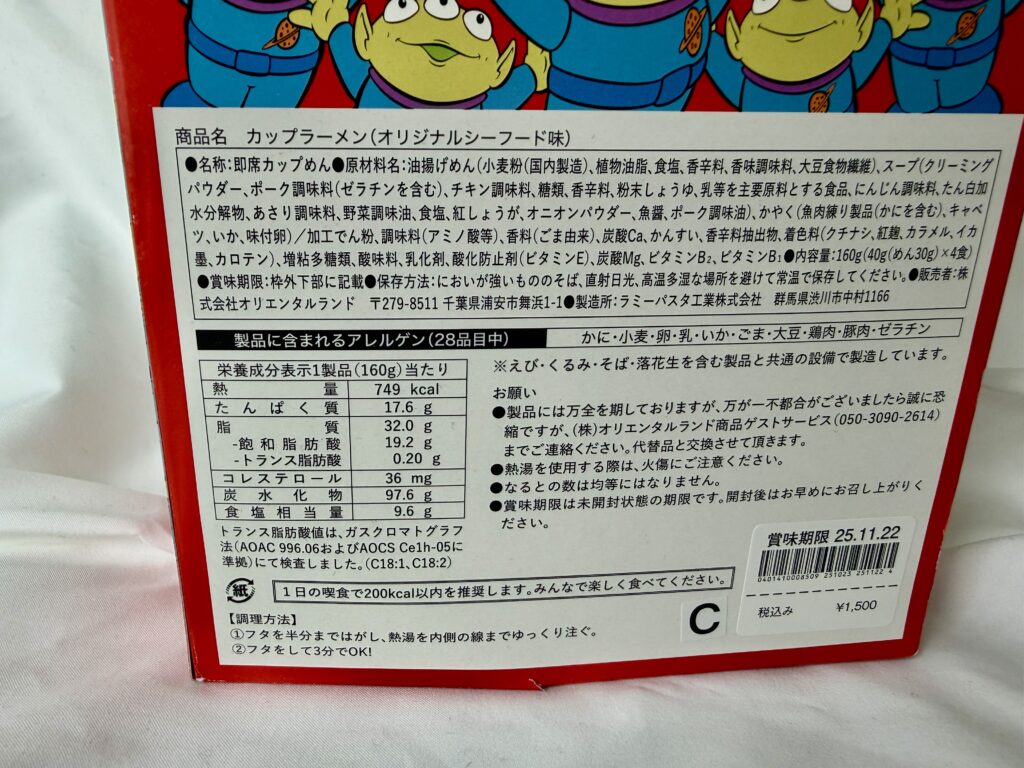 商品名　カップラーメン(オリジナルシーフード味)
●名称:即席カップめん●原材料名:油揚げめん(小麦粉(国内製造)、植物油脂、食塩、香辛料、香味調味料、大豆食物繊維)、スープ(クリーミング
パウダー、ポーク調味料(ゼラチンを含む)、チキン調味料、糖類、香辛料、粉末しょうゆ、乳等を主要原料とする食品、にんじん調味料、たん白加
水分解物、あさり調味料、野菜調味油、食塩、紅しょうが、オニオンパウダー、魚醤、ポーク調味油)、かやく(魚肉練り製品(かにを含む)、キャベ
ツ、いか、味付卵)/加工でん粉、調味料(アミノ酸等)、香料(ごま由来)、炭酸Ca、かんすい、香辛料抽出物、着色料(クチナシ、紅麹、カラメル、イカ
墨、カロテン)、増粘多糖類、酸味料、乳化剤、酸化防止剤(ビタミンE)、炭酸Mg、ビタミンB₂、ビタミンB₁●内容量:160g(40g(めん30g)×4食)
●賞味期限:枠外下部に記載●保存方法:においが強いもののそば、直射日光、高温多湿な場所を避けて常温で保存してください。●販売者:株
式会社オリエンタルランド　〒279-8511 千葉県浦安市舞浜1-1●製造所:ラミーパスタ工業株式会社　群馬県渋川市中村1166
製品に含まれるアレルゲン(28品目中)　かに・小麦・卵・乳・いか・ごま・大豆・鶏肉・豚肉・ゼラチン
※えび・くるみ・そば・落花生を含む製品と共通の設備で製造しています。
栄養成分表示1製品(160g)当たり
熱量 749 kcal
たんぱく質 17.6 g
脂質 32.0 g
-飽和脂肪酸 19.2 g
-トランス脂肪酸 0.20 g
コレステロール 36 mg
炭水化物 97.6 g
食塩相当量 9.6 g
トランス脂肪酸値は、ガスクロマトグラフ
法(AOAC 996.06およびAOCS Ce1h-05に
準拠)にて検査しました。(C18:1、C18:2)
お願い
●製品には万全を期しておりますが、万が一不都合がございましたら誠に恐
縮ですが、(株)オリエンタルランド商品ゲストサービス(050-3090-2614)
までご連絡ください。代替品と交換させて頂きます。
●熱湯を使用する際は、火傷にご注意ください。
●なるとの数は均等にはなりません。
●賞味期限は未開封状態の期限です。開封後はお早めにお召し上がりく
ださい。
紙
1日の喫食で200kcal以内を推奨します。みんなで楽しく食べてください。
【調理方法】
①フタを半分まではがし、熱湯を内側の線までゆっくり注ぐ。
②フタをして3分でOK!
C
賞味期限 25.11.22
0401410008509 251023 251122 4
税込み ¥1,500